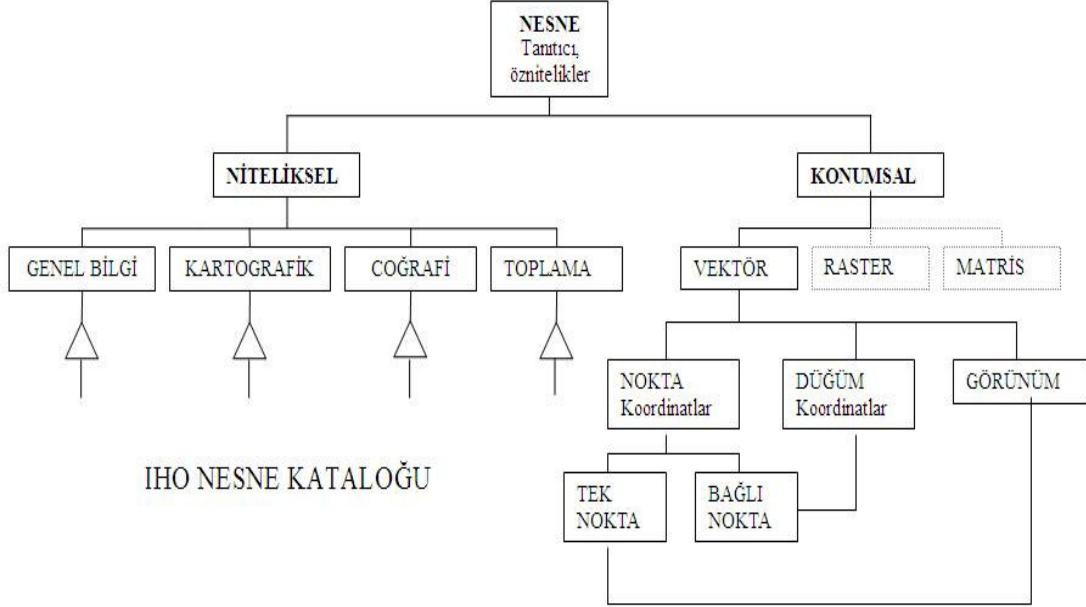 NESNE
Tanıtıcı,
öznitelikler
NİTELİKSEL
KONUMSAL
GENEL BİLGİ
KARTOGRAFİK
COĞRAFİ
TOPLAMA
VEKTÖR
RASTER
MATRİS
NOKTA
Koordinatlar
DÜĞÜM
Koordinatlar
GÖRÜNÜM
IHO NESNE KATALOĞU
TEK
NOKTA
BAĞLI
NOKTA